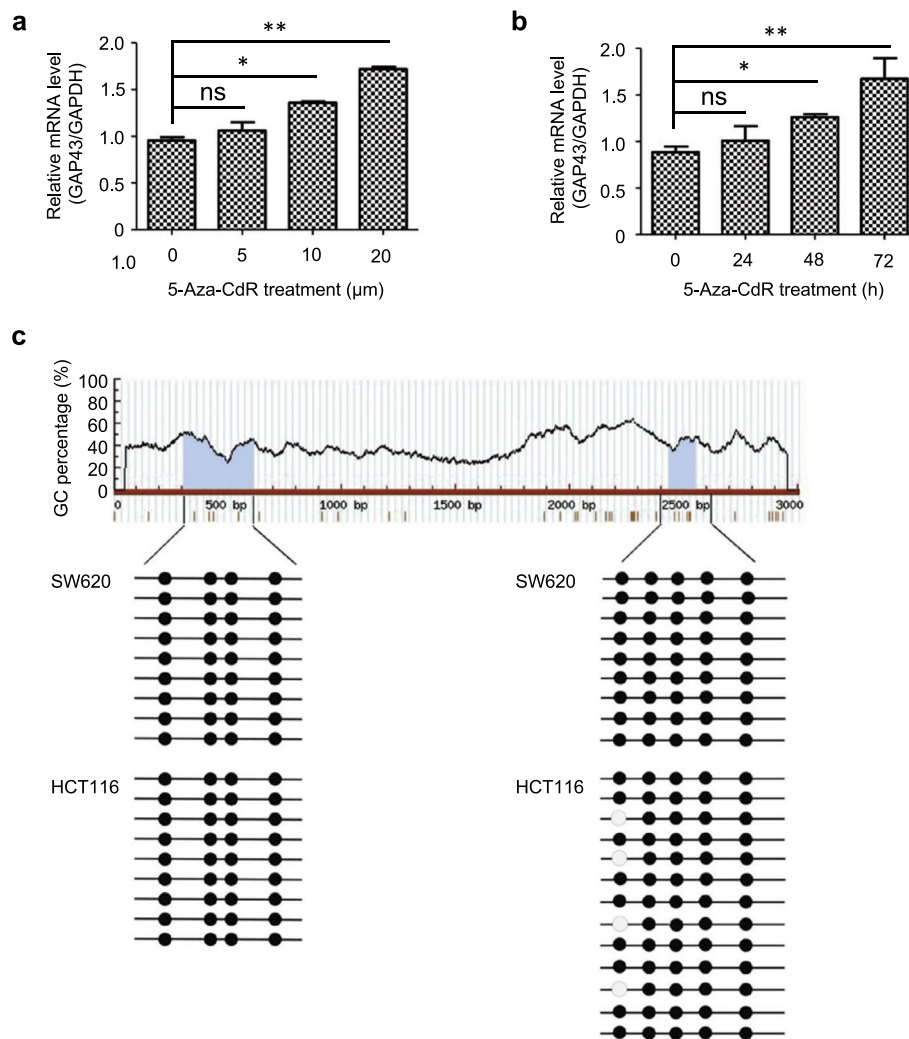 a
**
*
ns
Relative mRNA level
(GAP43/GAPDH)
2.0
1.0
0.5
0
1.0
0 5 10 20
5-Aza-CdR treatment (µm)
b
**
*
ns
Relative mRNA level
(GAP43/GAPDH)
2.0
1.5
1.0
0.5
0
0 24 48 72
5-Aza-CdR treatment (h)
c
GC percentage (%)
100
80
60
40
20
0
0 500 bp 1000 bp 1500 bp 2000 bp 2500 bp 3000
SW620
SW620
HCT116
HCT116